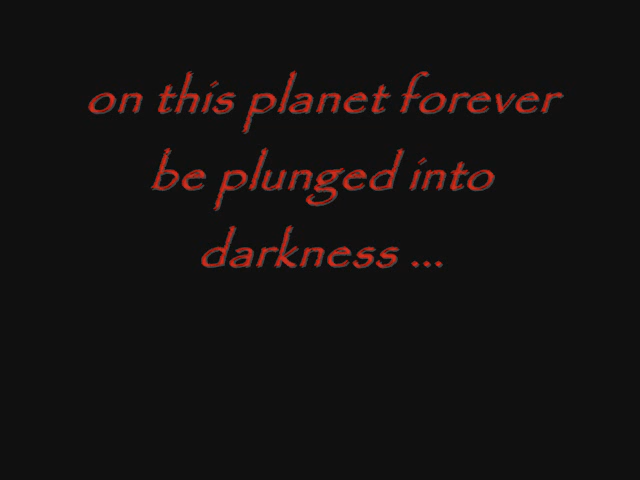 on this planet forever
be plunged into
darkness ...